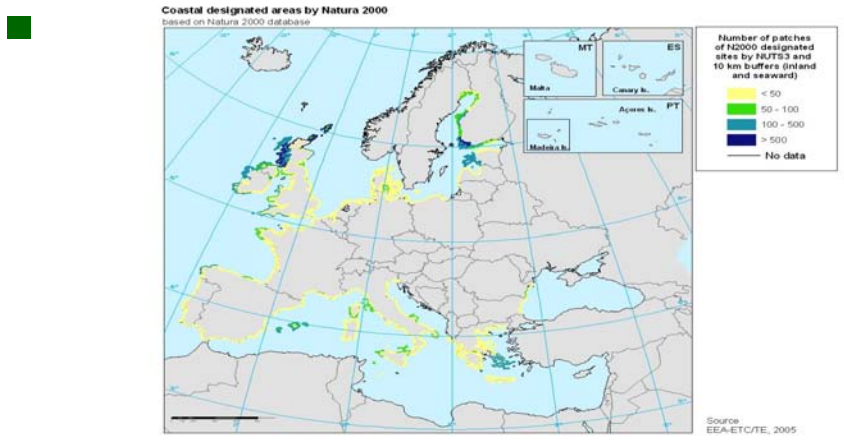 Coastal designated areas by Natura 2000
based on Natura 2000 database
MT
Malta
ES
Canary Is.
Açores Is.
PT
Madeira Is.
Number of patches
of N2000 designated
sites by NUTS3 and
10 km buffers (inland
and seaward)
< 50
50 - 100
100 - 500
> 500
No data
Source
EEA-ETC/TE, 2005